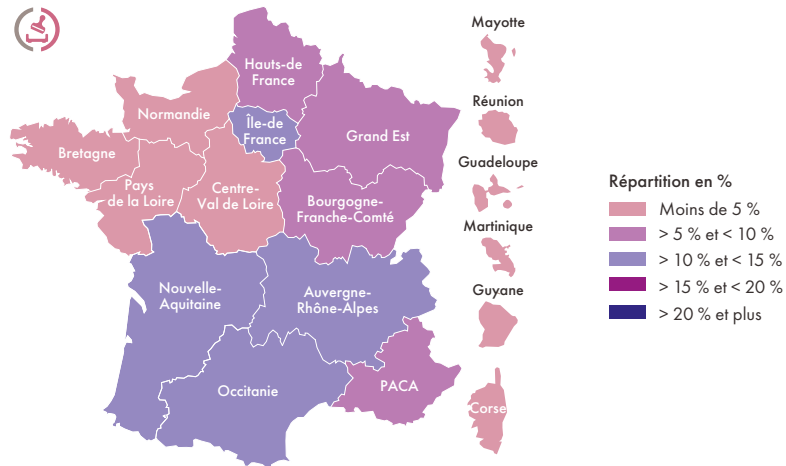 Hauts-de
France
Normandie
Île-de
France
Grand Est
Bretagne
Pays
de la Loire
Centre-
Val de Loire
Bourgogne-
Franche-Comté
Nouvelle-
Aquitaine
Auvergne-
Rhône-Alpes
Occitanie
PACA
Mayotte
Réunion
Guadeloupe
Martinique
Guyane
Corse
Répartition en %
Moins de 5 %
> 5 % et < 10 %
> 10 % et < 15 %
> 15 % et < 20 %
> 20 % et plus